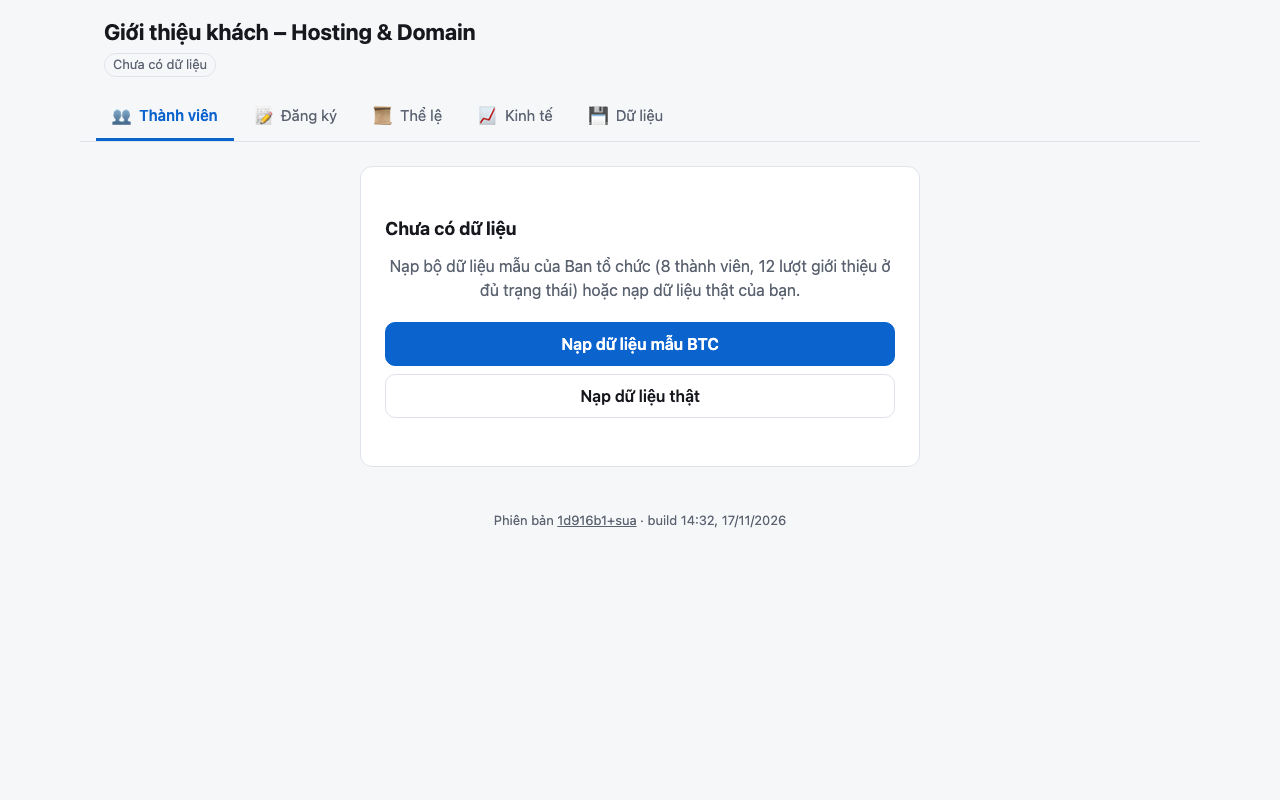 Giới thiệu khách – Hosting & Domain
Chưa có dữ liệu
Thành viên
Đăng ký
Thể lệ
Kinh tế
Dữ liệu
Chưa có dữ liệu
Nạp bộ dữ liệu mẫu của Ban tổ chức (8 thành viên, 12 lượt giới thiệu ở
đủ trạng thái) hoặc nạp dữ liệu thật của bạn.
Nạp dữ liệu mẫu BTC
Nạp dữ liệu thật
Phiên bản 1d916b1+sua · build 14:32, 17/11/2026